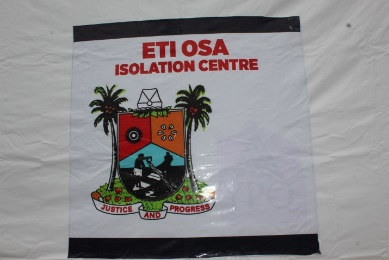 ETI OSA
ISOLATION CENTRE
JUSTICE AND PROGRESS